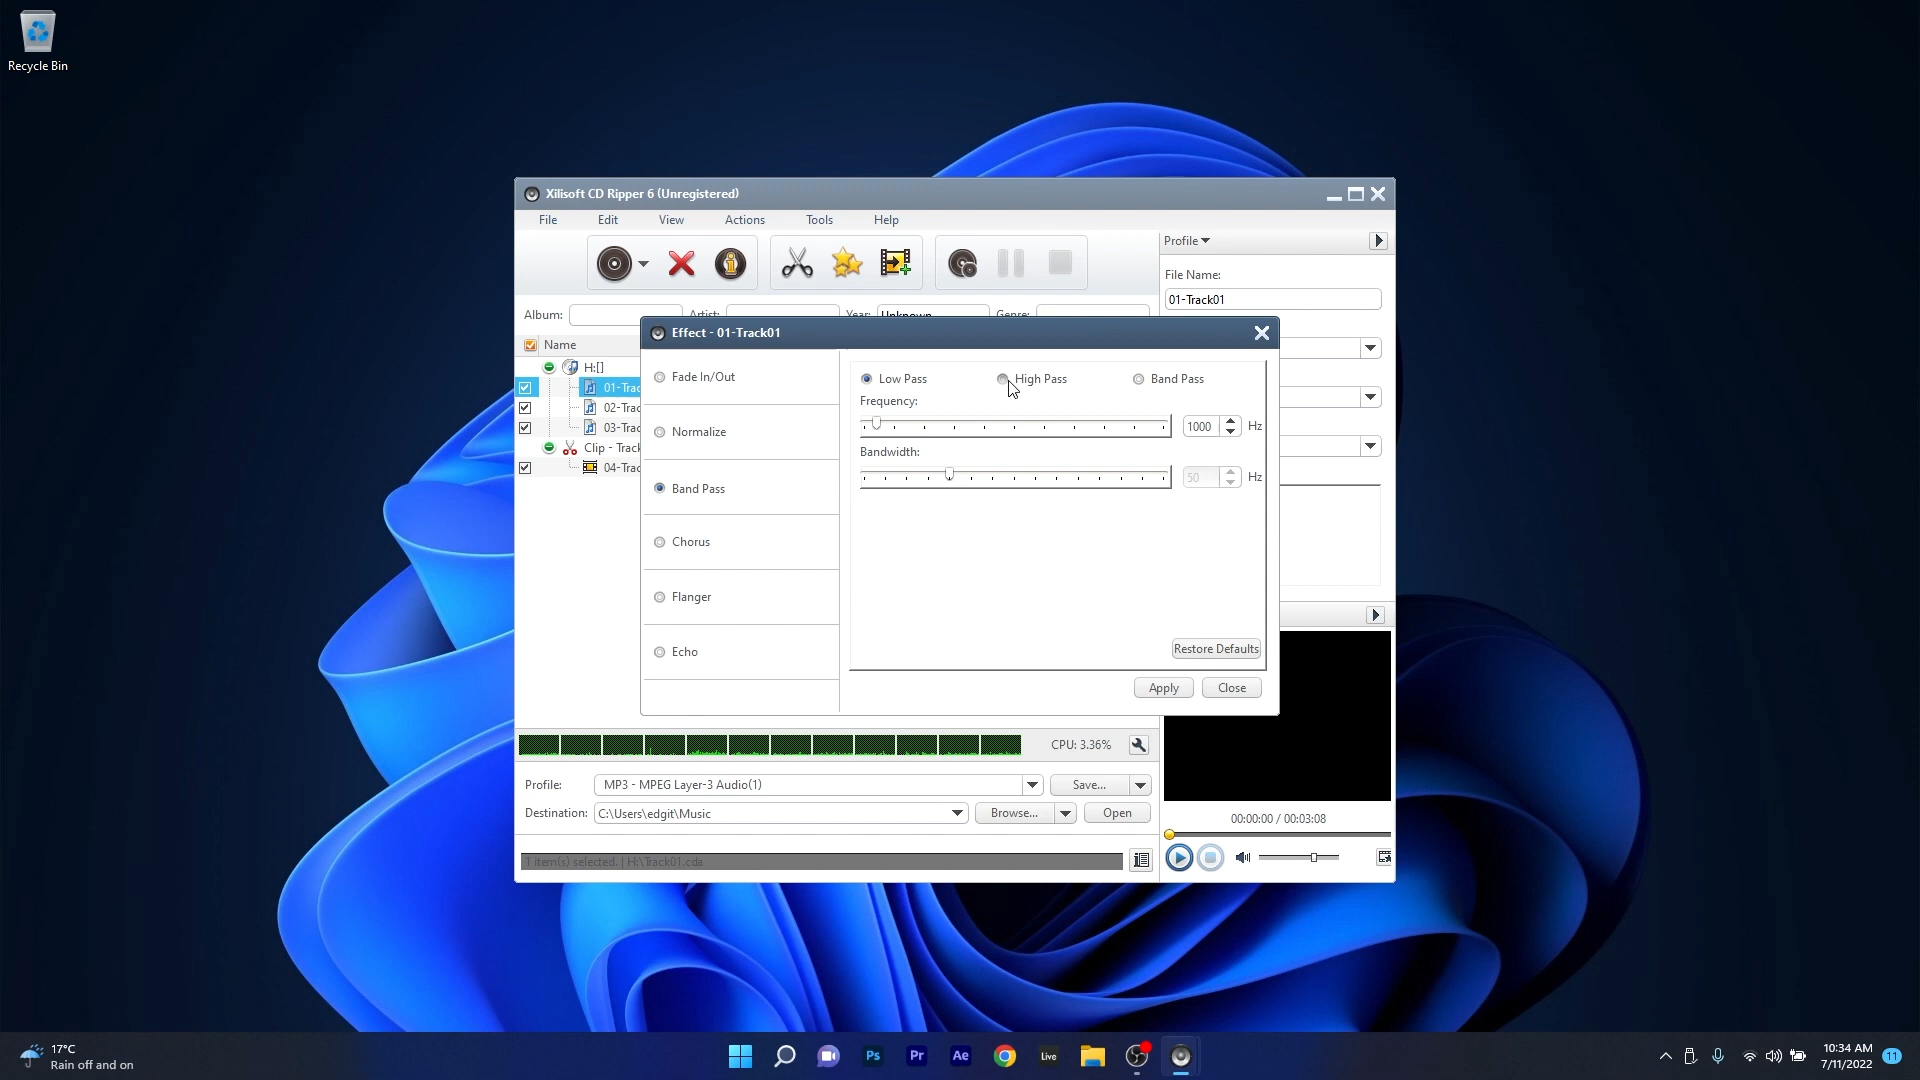 Recycle Bin
Xilisoft CD Ripper 6 (Unregistered)
File Edit View Actions Tools Help
Profile
File Name:
01-Track01
Album: Artist: Year: Unknown Genre:
Name
H:[]
01-Trac
02-Trac
03-Trac
Clip - Track
04-Trac
Effect - 01-Track01
Fade In/Out
Normalize
Band Pass
Chorus
Flanger
Echo
Low Pass High Pass Band Pass
Frequency:
1000 Hz
Bandwidth:
50 Hz
Restore Defaults
Apply Close
CPU: 3.36%
Profile: MP3 - MPEG Layer-3 Audio(1) Save...
Destination: C:\Users\edgit\Music Browse... Open
1 item(s) selected. | H:\Track01.cda
00:00:00 / 00:03:08
17°C
Rain off and on
Ps Pr Ae Live
10:34 AM
7/11/2022
11